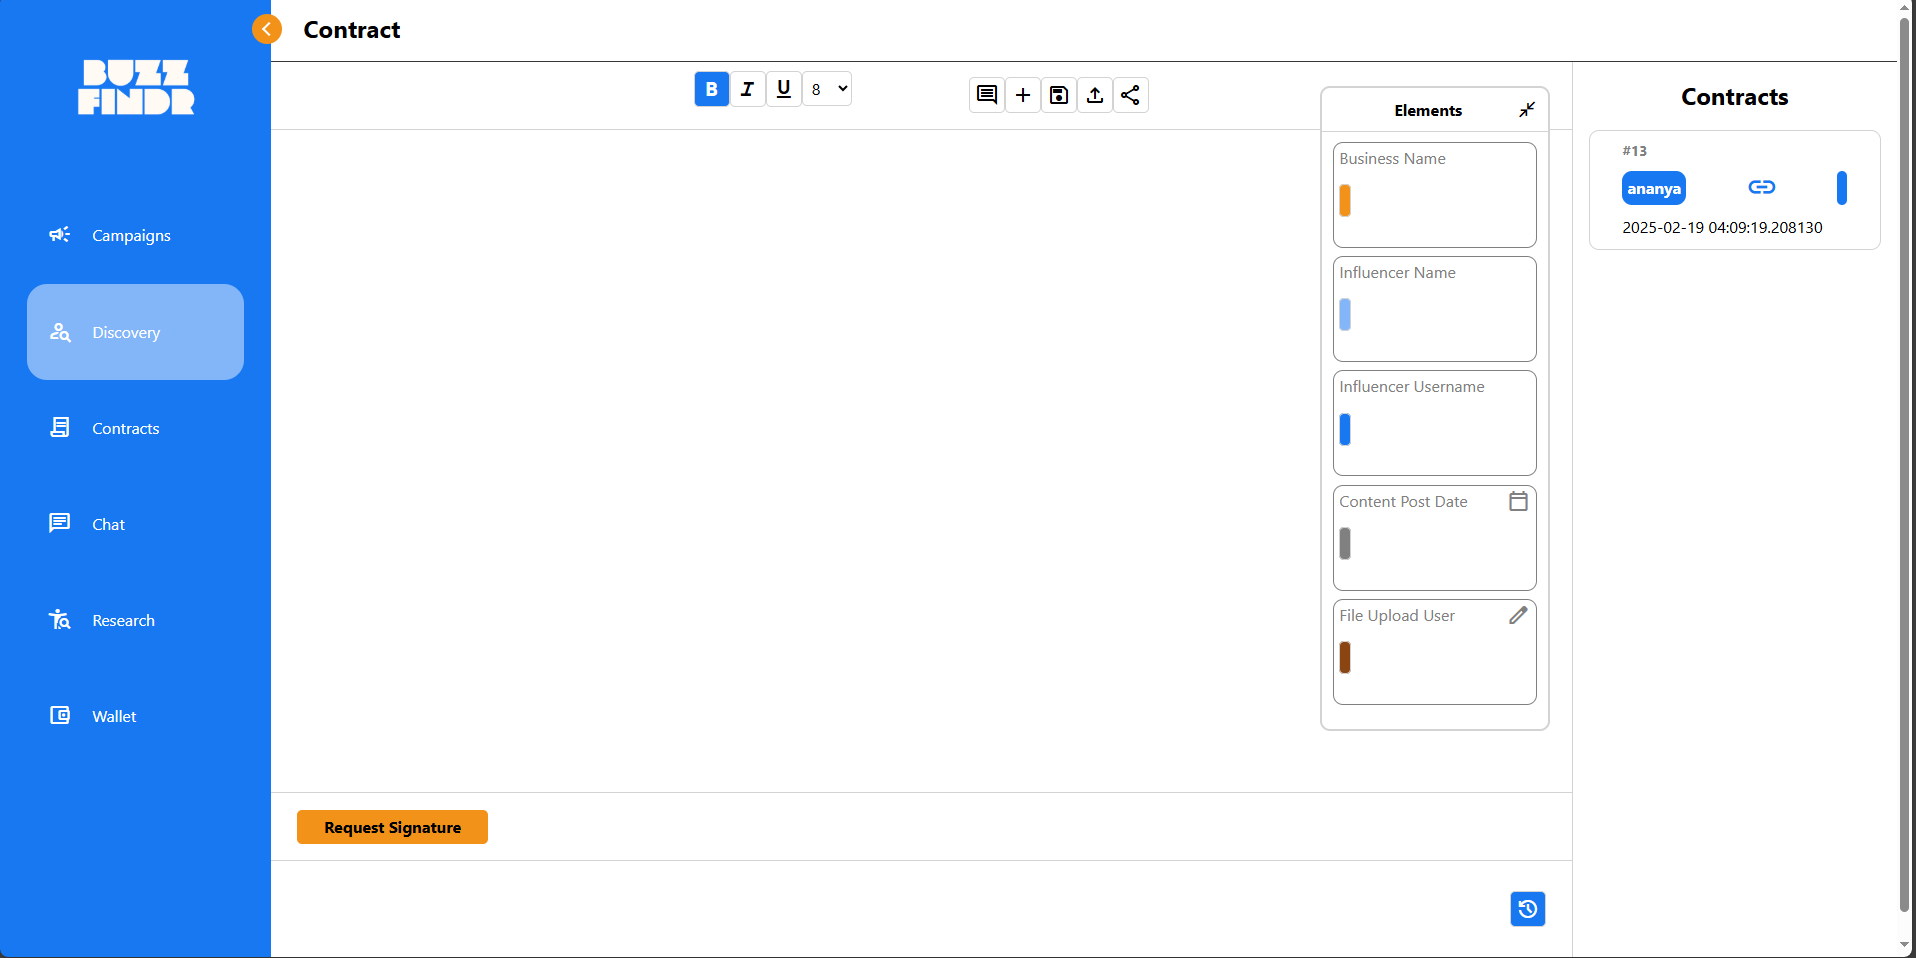 BUZZ
FINDR
Campaigns
Discovery
Contracts
Chat
Research
Wallet
Contract
B I U 8
Elements
Business Name
Influencer Name
Influencer Username
Content Post Date
File Upload User
Request Signature
Contracts
#13
ananya
2025-02-19 04:09:19.208130